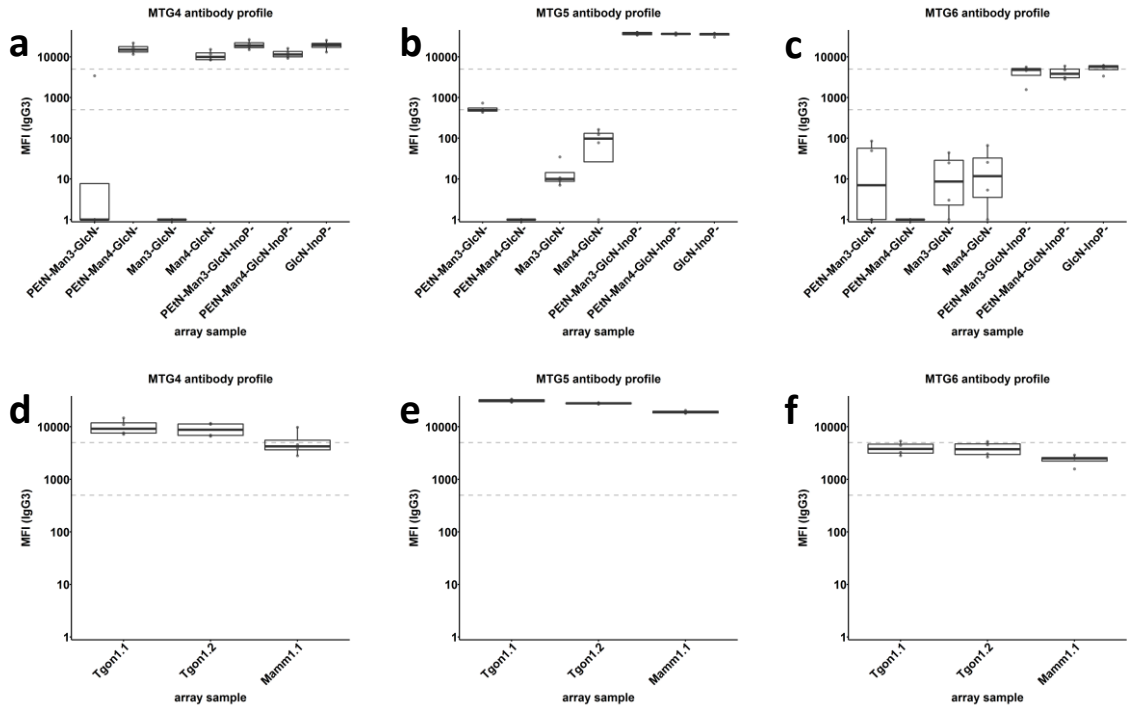 a
MTG4 antibody profile
MFI (IgG3)
10000
1000
100
10
1
PEtN-Man3-GlcN-
PEtN-Man4-GlcN-
Man3-GlcN-
Man4-GlcN-
PEtN-Man3-GlcN-InoP-
PEtN-Man4-GlcN-InoP-
GlcN-InoP-
array sample
b
MTG5 antibody profile
MFI (IgG3)
10000
1000
100
10
1
PEtN-Man3-GlcN-
PEtN-Man4-GlcN-
Man3-GlcN-
Man4-GlcN-
PEtN-Man3-GlcN-InoP-
PEtN-Man4-GlcN-InoP-
GlcN-InoP-
array sample
c
MTG6 antibody profile
MFI (IgG3)
10000
1000
100
10
1
PEtN-Man3-GlcN-
PEtN-Man4-GlcN-
Man3-GlcN-
Man4-GlcN-
PEtN-Man3-GlcN-InoP-
PEtN-Man4-GlcN-InoP-
GlcN-InoP-
array sample
d
MTG4 antibody profile
MFI (IgG3)
10000
1000
100
10
1
Tgon1.1
Tgon1.2
Mamm1.1
array sample
e
MTG5 antibody profile
MFI (IgG3)
10000
1000
100
10
1
Tgon1.1
Tgon1.2
Mamm1.1
array sample
f
MTG6 antibody profile
MFI (IgG3)
10000
1000
100
10
1
Tgon1.1
Tgon1.2
Mamm1.1
array sample